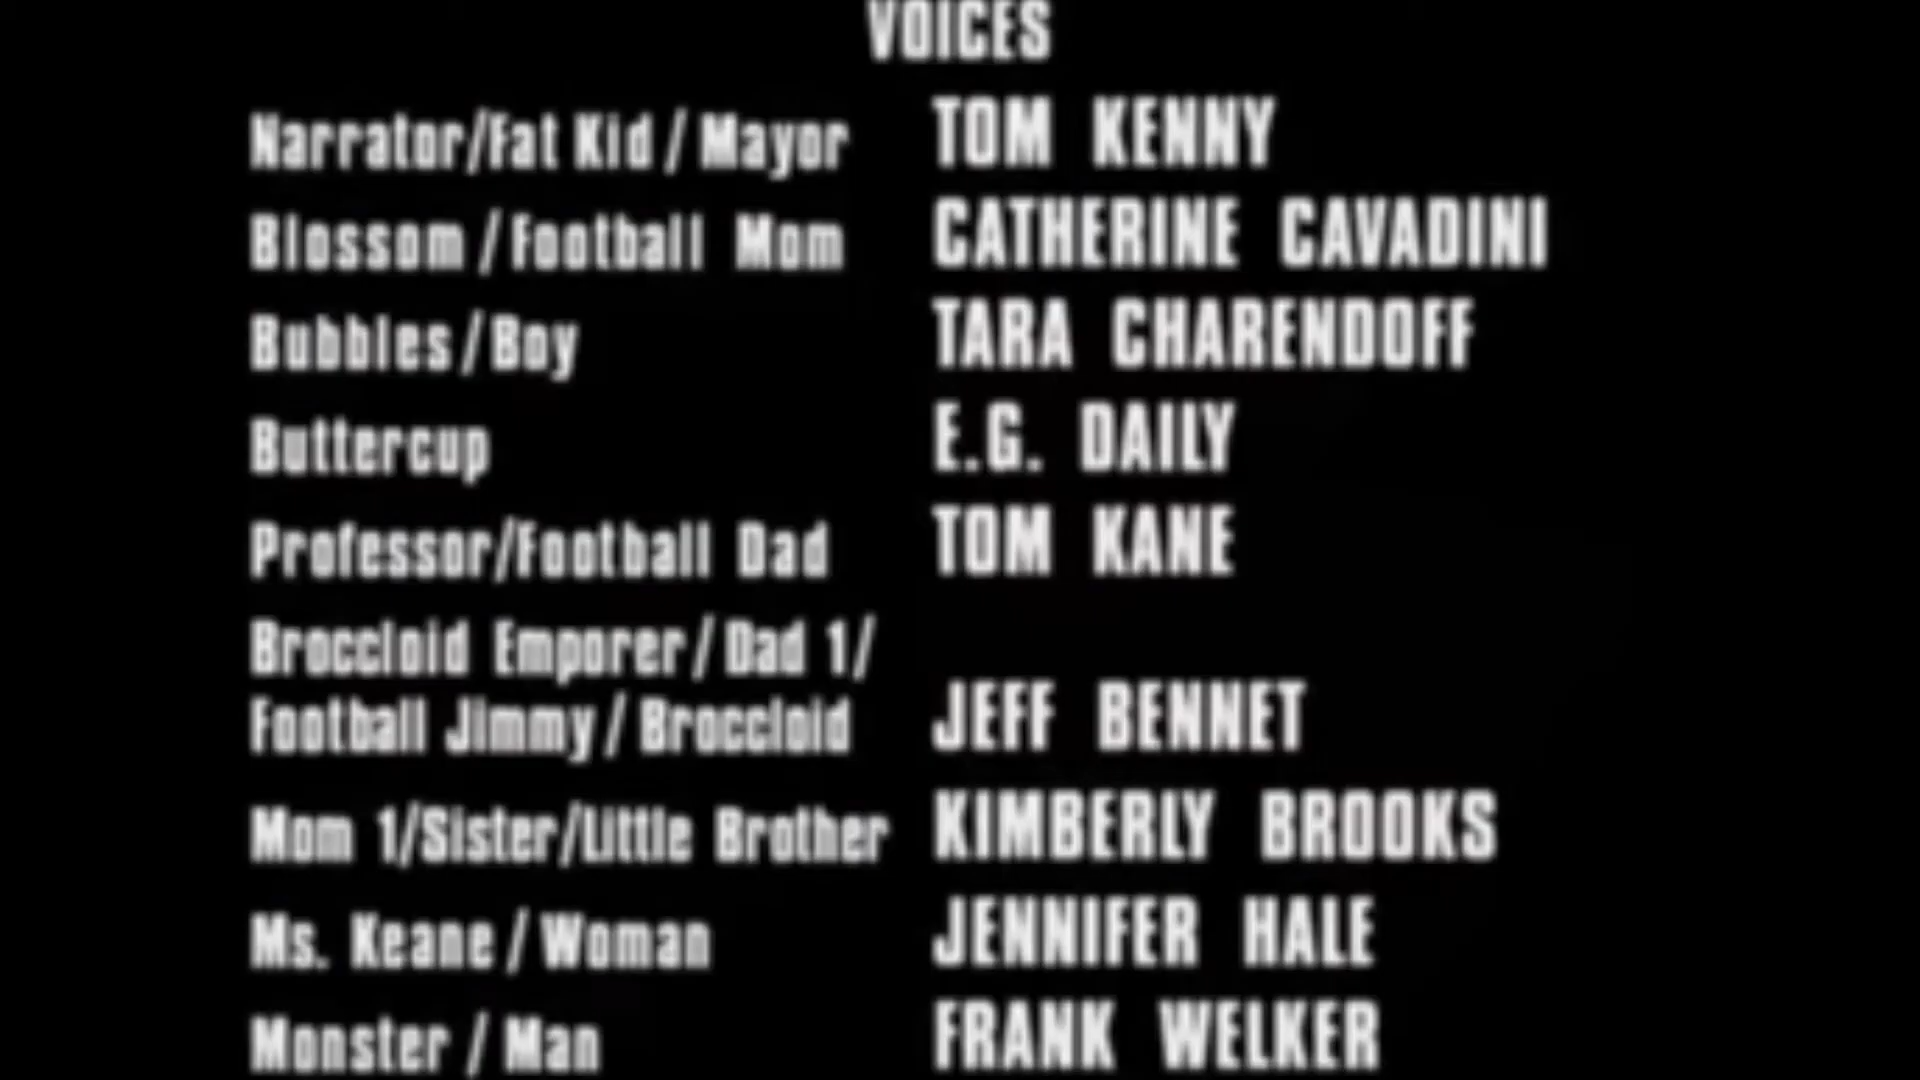 VOICES
Narrator/Fat Kid / Mayor TOM KENNY
Blossom / Football Mom CATHERINE CAVADINI
Bubbles / Boy TARA CHARENDOFF
Buttercup E.G. DAILY
Professor/Football Dad TOM KANE
Broccloid Emporer / Dad 1/
Football Jimmy / Broccloid JEFF BENNET
Mom 1/Sister/Little Brother KIMBERLY BROOKS
Ms. Keane / Woman JENNIFER HALE
Monster / Man FRANK WELKER